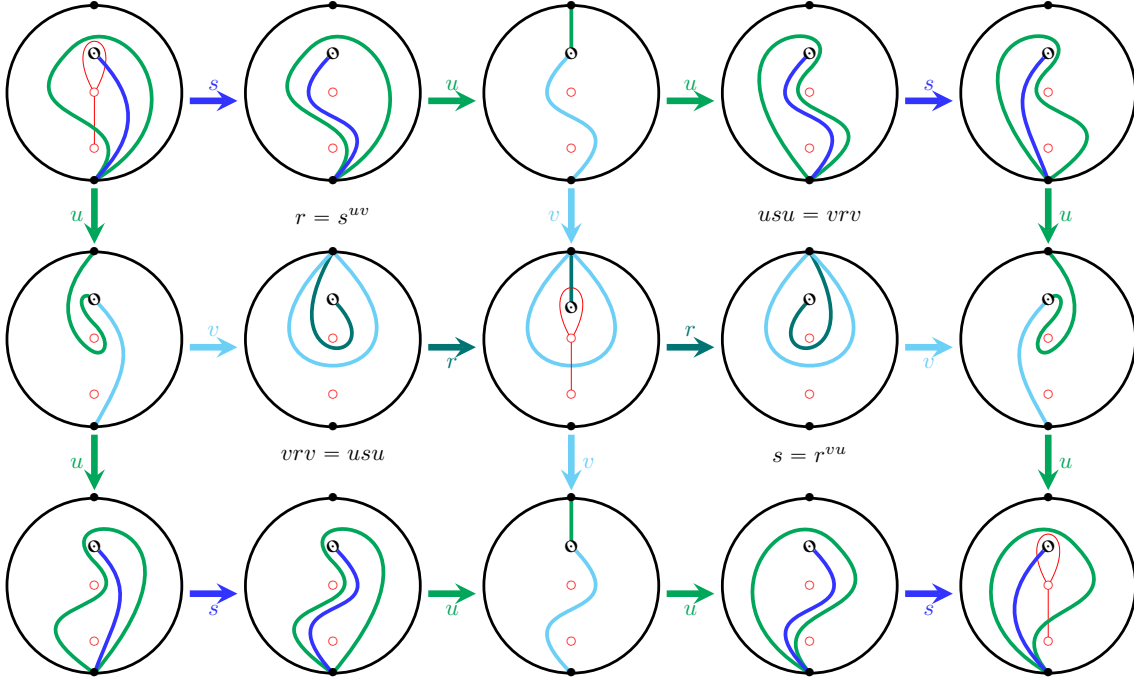 s u u s
u r = s^{uv} v usu = vrv u
v r r v
u vrv = usu v s = r^{vu} u
s u u s